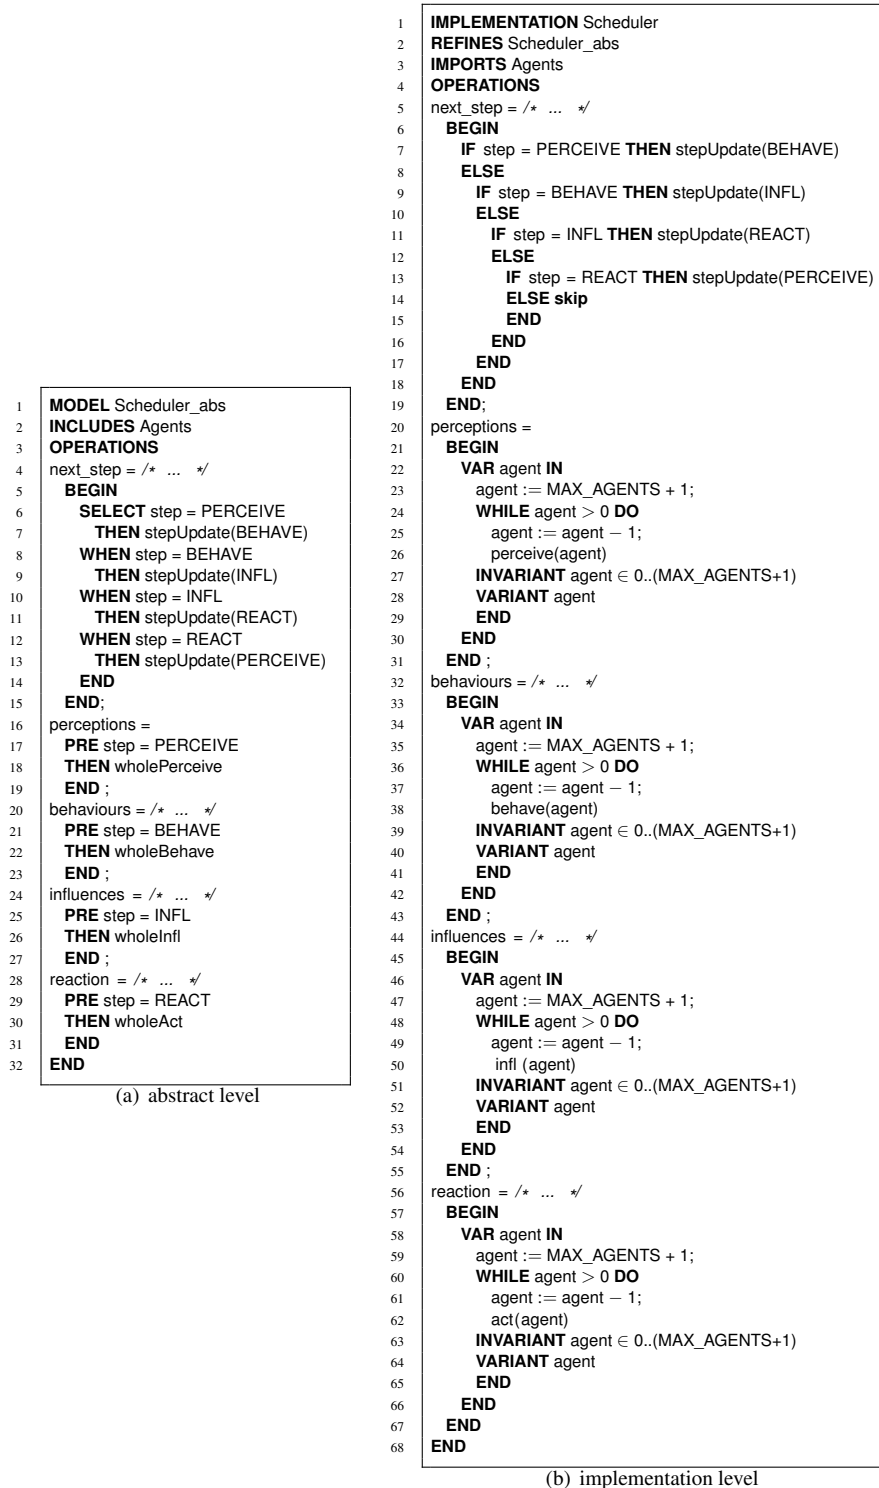 1 MODEL Scheduler_abs
2 INCLUDES Agents
3 OPERATIONS
4 next_step = /* ... */
5 BEGIN
6 SELECT step = PERCEIVE
7 THEN stepUpdate(BEHAVE)
8 WHEN step = BEHAVE
9 THEN stepUpdate(INFL)
10 WHEN step = INFL
11 THEN stepUpdate(REACT)
12 WHEN step = REACT
13 THEN stepUpdate(PERCEIVE)
14 END
15 END;
16 perceptions =
17 PRE step = PERCEIVE
18 THEN wholePerceive
19 END ;
20 behaviours = /* ... */
21 PRE step = BEHAVE
22 THEN wholeBehave
23 END ;
24 influences = /* ... */
25 PRE step = INFL
26 THEN wholeInfl
27 END ;
28 reaction = /* ... */
29 PRE step = REACT
30 THEN wholeAct
31 END
32 END
(a) abstract level
1 IMPLEMENTATION Scheduler
2 REFINES Scheduler_abs
3 IMPORTS Agents
4 OPERATIONS
5 next_step = /* ... */
6 BEGIN
7 IF step = PERCEIVE THEN stepUpdate(BEHAVE)
8 ELSE
9 IF step = BEHAVE THEN stepUpdate(INFL)
10 ELSE
11 IF step = INFL THEN stepUpdate(REACT)
12 ELSE
13 IF step = REACT THEN stepUpdate(PERCEIVE)
14 ELSE skip
15 END
16 END
17 END
18 END
19 END;
20 perceptions =
21 BEGIN
22 VAR agent IN
23 agent := MAX_AGENTS + 1;
24 WHILE agent > 0 DO
25 agent := agent − 1;
26 perceive(agent)
27 INVARIANT agent ∈ 0..(MAX_AGENTS+1)
28 VARIANT agent
29 END
30 END
31 END ;
32 behaviours = /* ... */
33 BEGIN
34 VAR agent IN
35 agent := MAX_AGENTS + 1;
36 WHILE agent > 0 DO
37 agent := agent − 1;
38 behave(agent)
39 INVARIANT agent ∈ 0..(MAX_AGENTS+1)
40 VARIANT agent
41 END
42 END
43 END ;
44 influences = /* ... */
45 BEGIN
46 VAR agent IN
47 agent := MAX_AGENTS + 1;
48 WHILE agent > 0 DO
49 agent := agent − 1;
50 infl (agent)
51 INVARIANT agent ∈ 0..(MAX_AGENTS+1)
52 VARIANT agent
53 END
54 END
55 END ;
56 reaction = /* ... */
57 BEGIN
58 VAR agent IN
59 agent := MAX_AGENTS + 1;
60 WHILE agent > 0 DO
61 agent := agent − 1;
62 act(agent)
63 INVARIANT agent ∈ 0..(MAX_AGENTS+1)
64 VARIANT agent
65 END
66 END
67 END
68 END
(b) implementation level